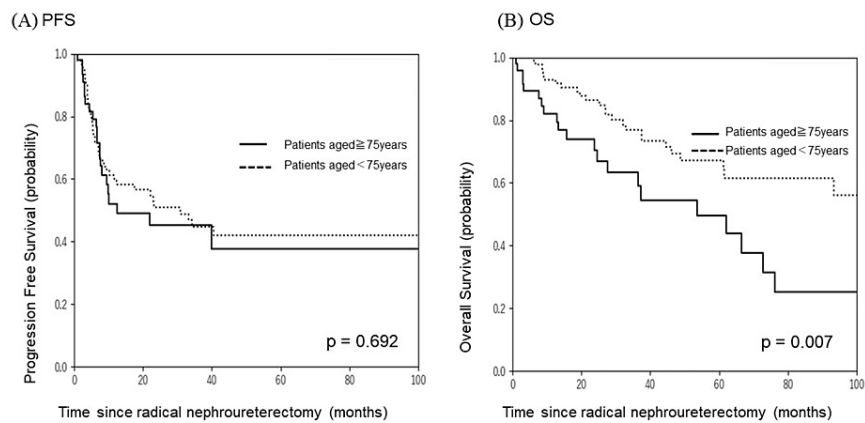 (A) PFS
Progression Free Survival (probability)
1.0
0.8
0.6
0.4
0.2
0.0
Patients aged≧75years
Patients aged<75years
p = 0.692
0
20
40
60
80
100
Time since radical nephroureterectomy (months)
(B) OS
Overall Survival (probability)
1.0
0.8
0.6
0.4
0.2
0.0
Patients aged≧75years
Patients aged<75years
p = 0.007
0
20
40
60
80
100
Time since radical nephroureterectomy (months)